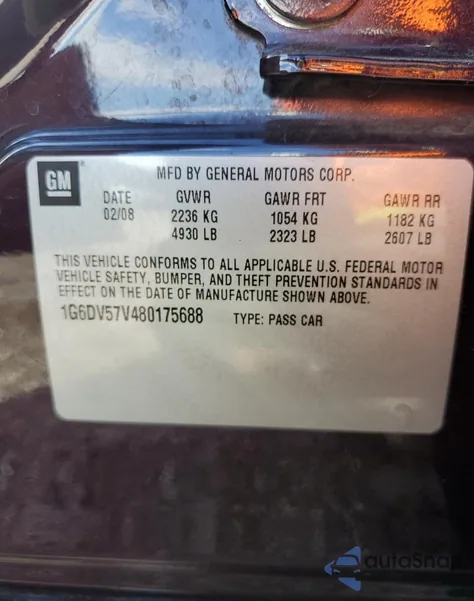 GM
MFD BY GENERAL MOTORS CORP.
DATE GVWR GAWR FRT GAWR RR
02/08 2236 KG 1054 KG 1182 KG
4930 LB 2323 LB 2607 LB
THIS VEHICLE CONFORMS TO ALL APPLICABLE U.S. FEDERAL MOTOR
VEHICLE SAFETY, BUMPER, AND THEFT PREVENTION STANDARDS IN
EFFECT ON THE DATE OF MANUFACTURE SHOWN ABOVE.
1G6DV57V480175688 TYPE: PASS CAR
autoSnap